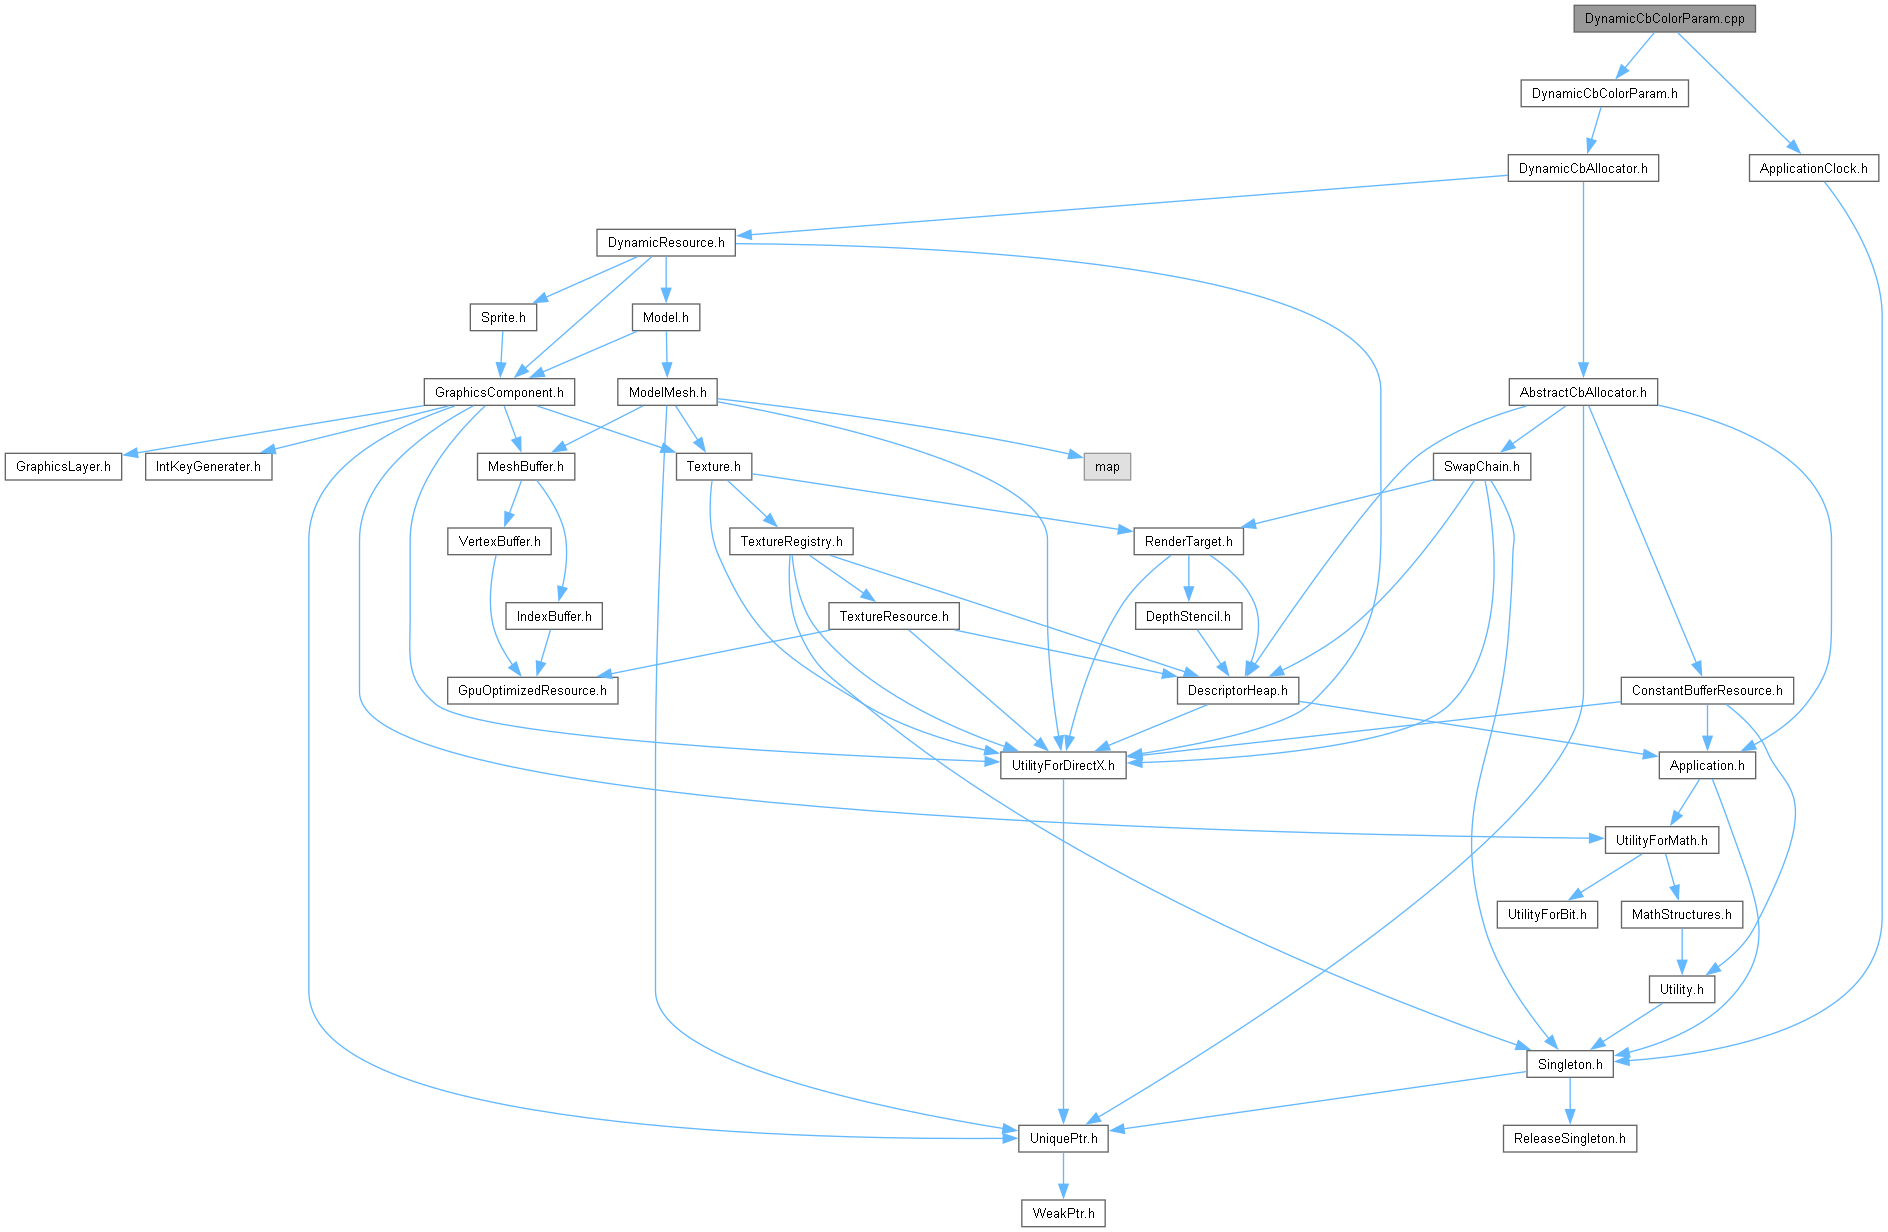 DynamicCbColorParam.cpp
DynamicCbColorParam.h
DynamicCbAllocator.h
ApplicationClock.h
DynamicResource.h
Sprite.h
Model.h
GraphicsComponent.h
ModelMesh.h
AbstractCbAllocator.h
GraphicsLayer.h
IntKeyGenerater.h
MeshBuffer.h
Texture.h
map
SwapChain.h
VertexBuffer.h
TextureRegistry.h
RenderTarget.h
IndexBuffer.h
TextureResource.h
DepthStencil.h
GpuOptimizedResource.h
DescriptorHeap.h
ConstantBufferResource.h
UtilityForDirectX.h
Application.h
UtilityForMath.h
UtilityForBit.h
MathStructures.h
Utility.h
Singleton.h
UniquePtr.h
ReleaseSingleton.h
WeakPtr.h